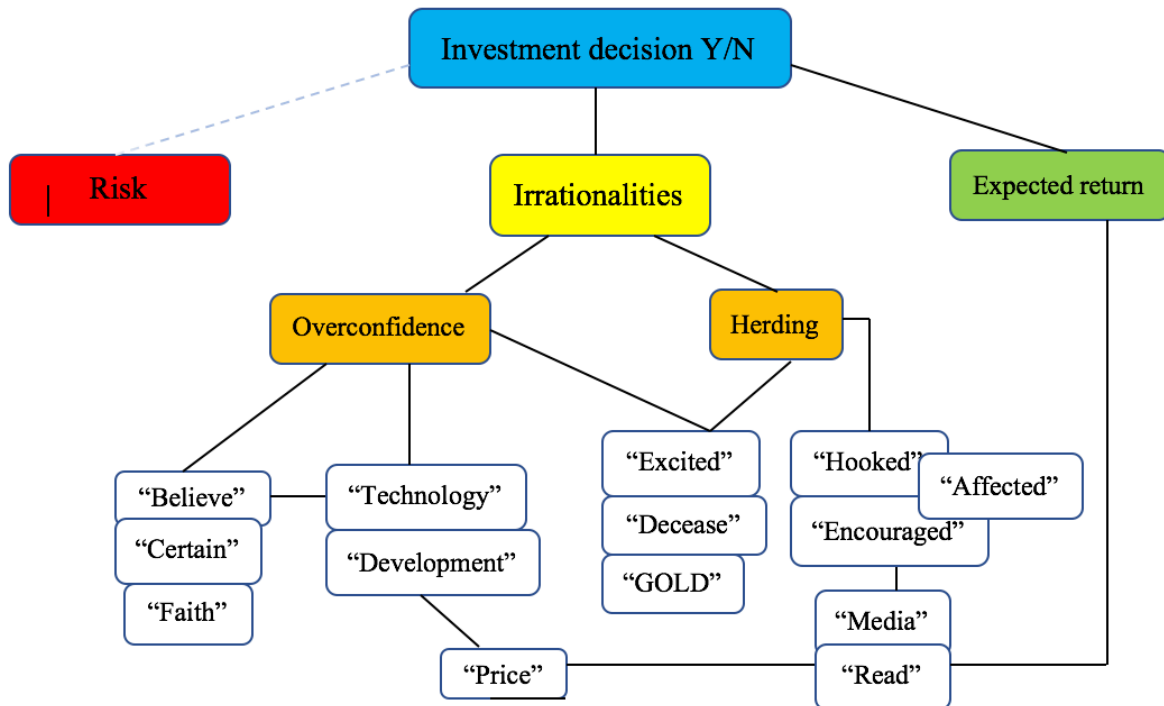 Investment decision Y/N
Risk
Irrationalities
Expected return
Overconfidence
Herding
“Believe”
“Certain”
“Faith”
“Technology”
“Development”
“Excited”
“Decease”
“GOLD”
“Hooked”
“Affected”
“Encouraged”
“Media”
“Read”
“Price”